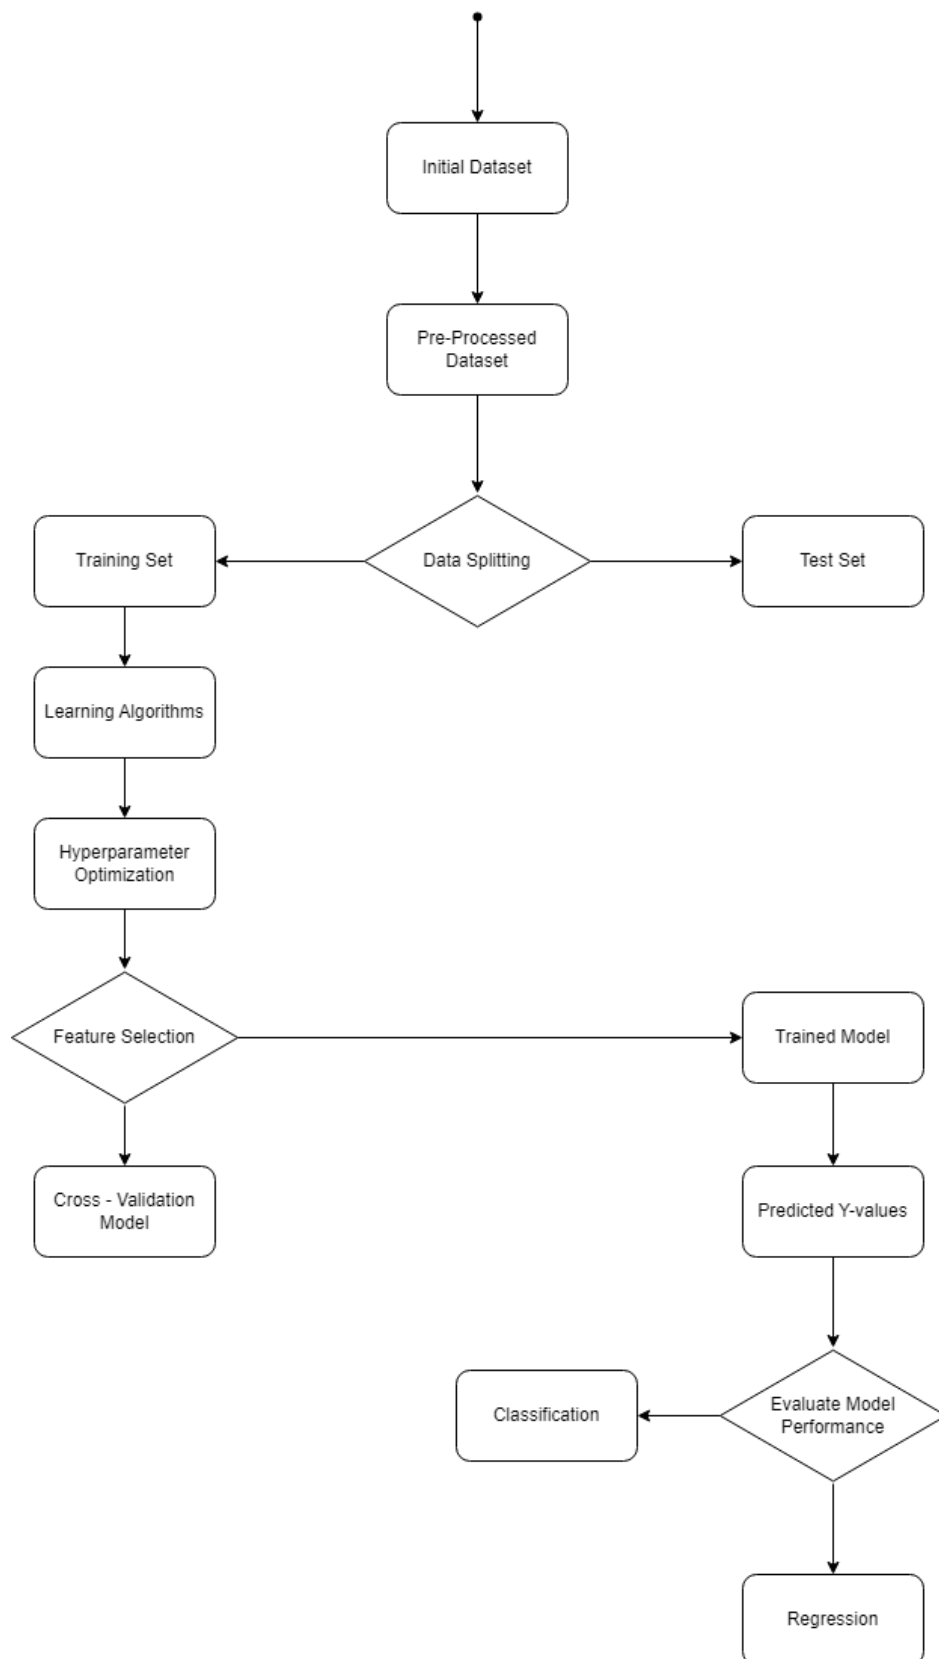 Initial Dataset
Pre-Processed
Dataset
Training Set
Data Splitting
Test Set
Learning Algorithms
Hyperparameter
Optimization
Feature Selection
Trained Model
Cross - Validation
Model
Predicted Y-values
Classification
Evaluate Model
Performance
Regression